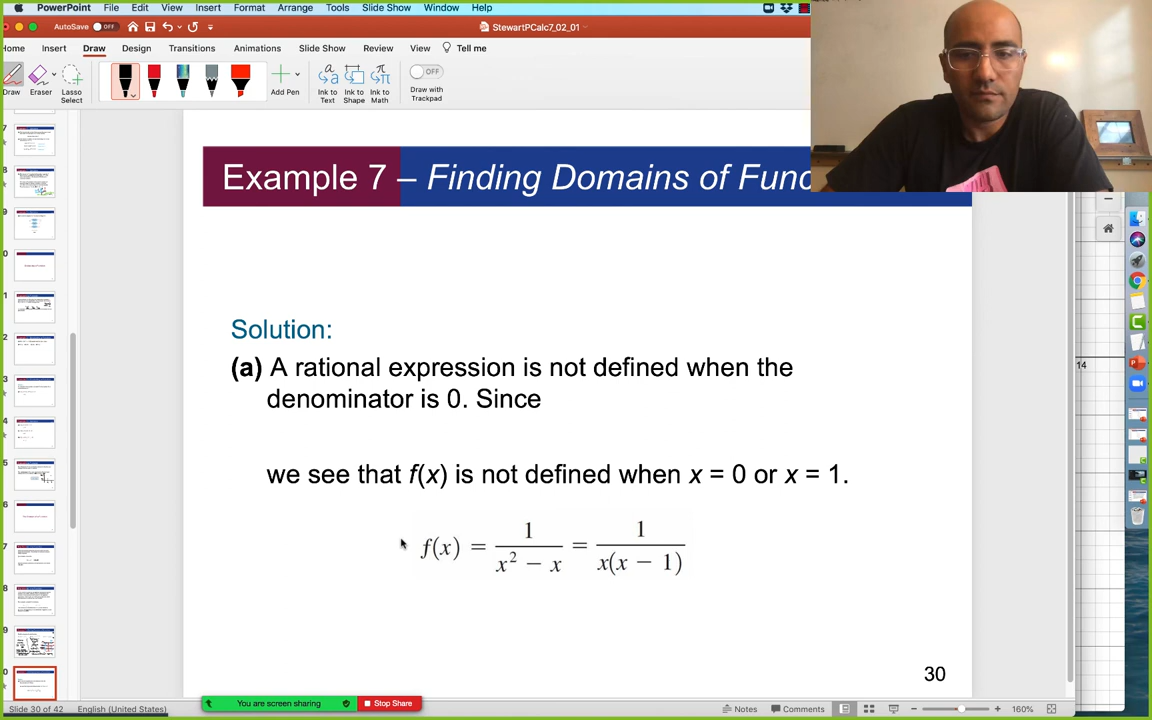 PowerPoint File Edit View Insert Format Arrange Tools Slide Show Window Help
AutoSave OFF StewartPCalc7_02_01
Home Insert Draw Design Transitions Animations Slide Show Review View Tell me
Draw Eraser Lasso Select Add Pen Ink to Text Ink to Shape Ink to Math OFF Draw with Trackpad
Example 7 – Finding Domains of Func
Solution:
(a) A rational expression is not defined when the
denominator is 0. Since
we see that f(x) is not defined when x = 0 or x = 1.
f(x) = 1 / (x² − x) = 1 / (x(x − 1))
30
14
You are screen sharing Stop Share
Slide 30 of 42 English (United States) Notes Comments 160%